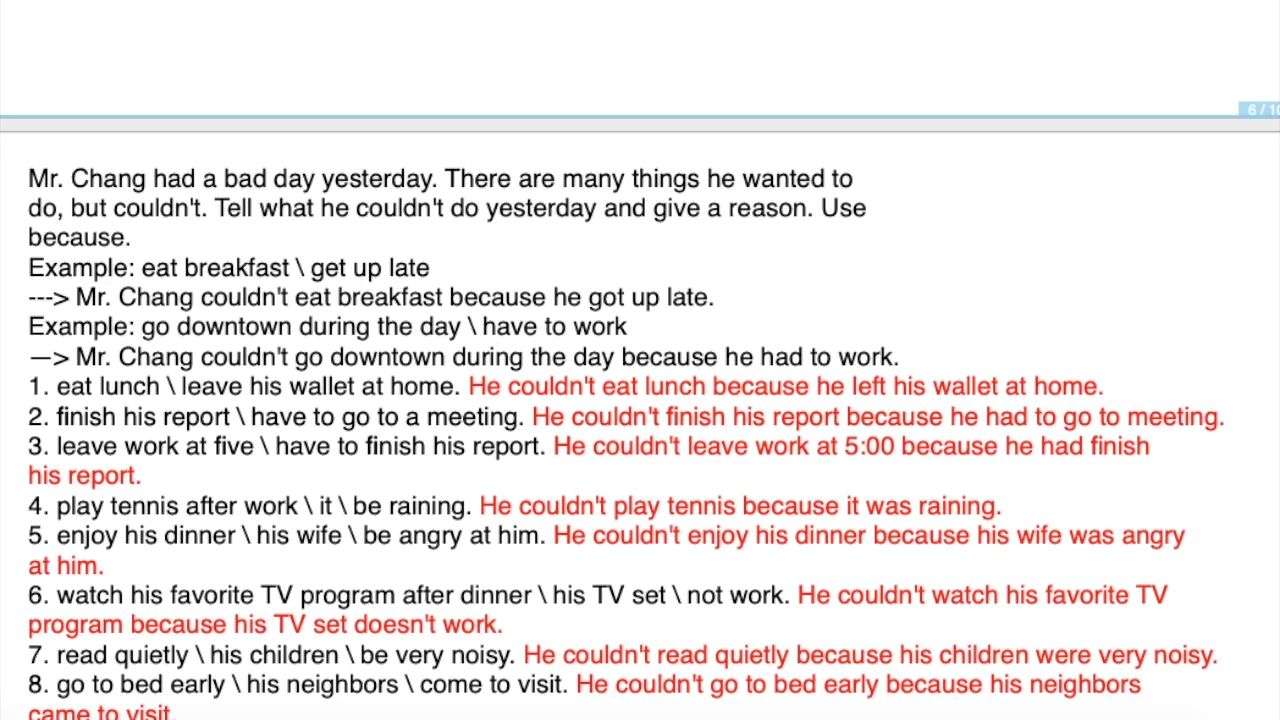 6 / 10
Mr. Chang had a bad day yesterday. There are many things he wanted to
do, but couldn't. Tell what he couldn't do yesterday and give a reason. Use
because.
Example: eat breakfast \ get up late
---> Mr. Chang couldn't eat breakfast because he got up late.
Example: go downtown during the day \ have to work
—> Mr. Chang couldn't go downtown during the day because he had to work.
1. eat lunch \ leave his wallet at home. He couldn't eat lunch because he left his wallet at home.
2. finish his report \ have to go to a meeting. He couldn't finish his report because he had to go to meeting.
3. leave work at five \ have to finish his report. He couldn't leave work at 5:00 because he had finish
his report.
4. play tennis after work \ it \ be raining. He couldn't play tennis because it was raining.
5. enjoy his dinner \ his wife \ be angry at him. He couldn't enjoy his dinner because his wife was angry
at him.
6. watch his favorite TV program after dinner \ his TV set \ not work. He couldn't watch his favorite TV
program because his TV set doesn't work.
7. read quietly \ his children \ be very noisy. He couldn't read quietly because his children were very noisy.
8. go to bed early \ his neighbors \ come to visit. He couldn't go to bed early because his neighbors
came to visit.